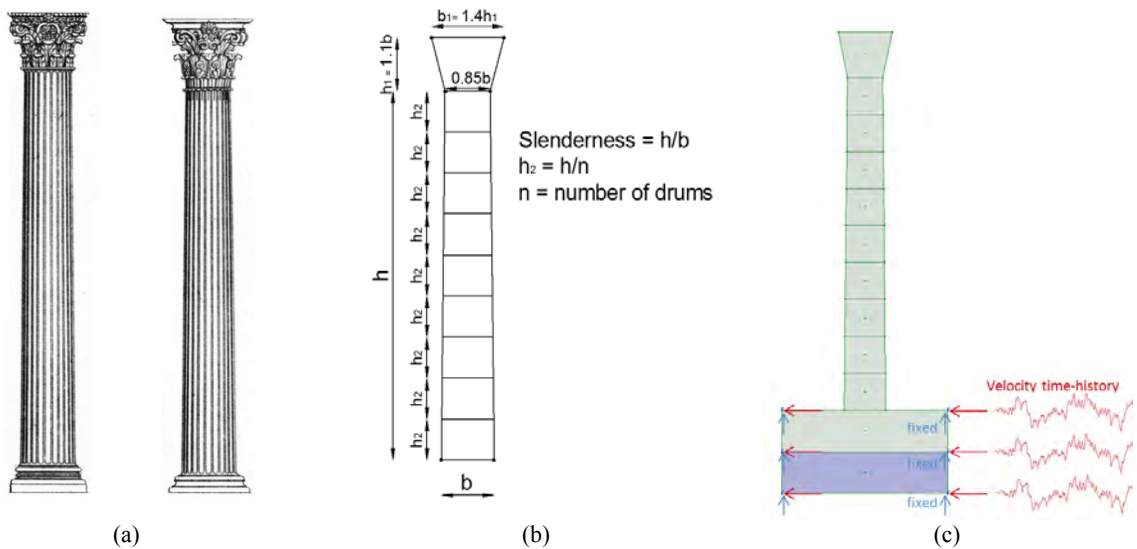 b₁= 1.4h₁
h₁ = 1.1b
0.85b
h₂
h₂
h₂
h₂
h₂
h₂
h₂
h₂
h₂
h
b
Slenderness = h/b
h₂ = h/n
n = number of drums
Velocity time-history
fixed
fixed
fixed
(a)
(b)
(c)